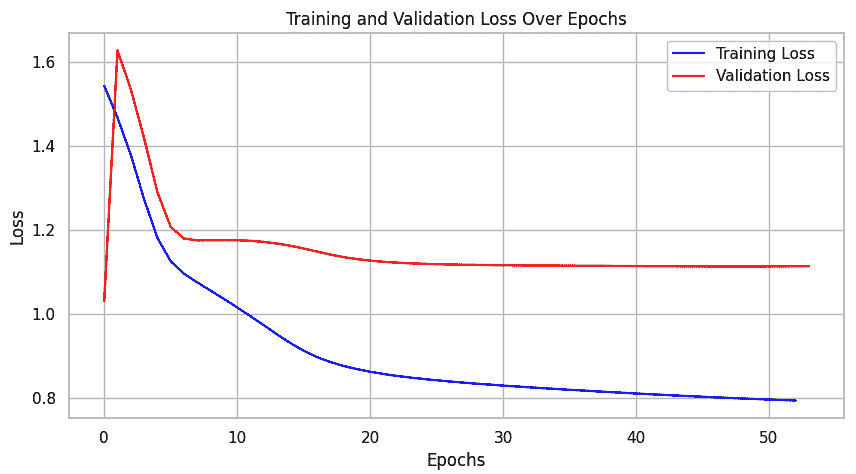 Training and Validation Loss Over Epochs
Training Loss
Validation Loss
Loss
1.6
1.4
1.2
1.0
0.8
0 10 20 30 40 50
Epochs